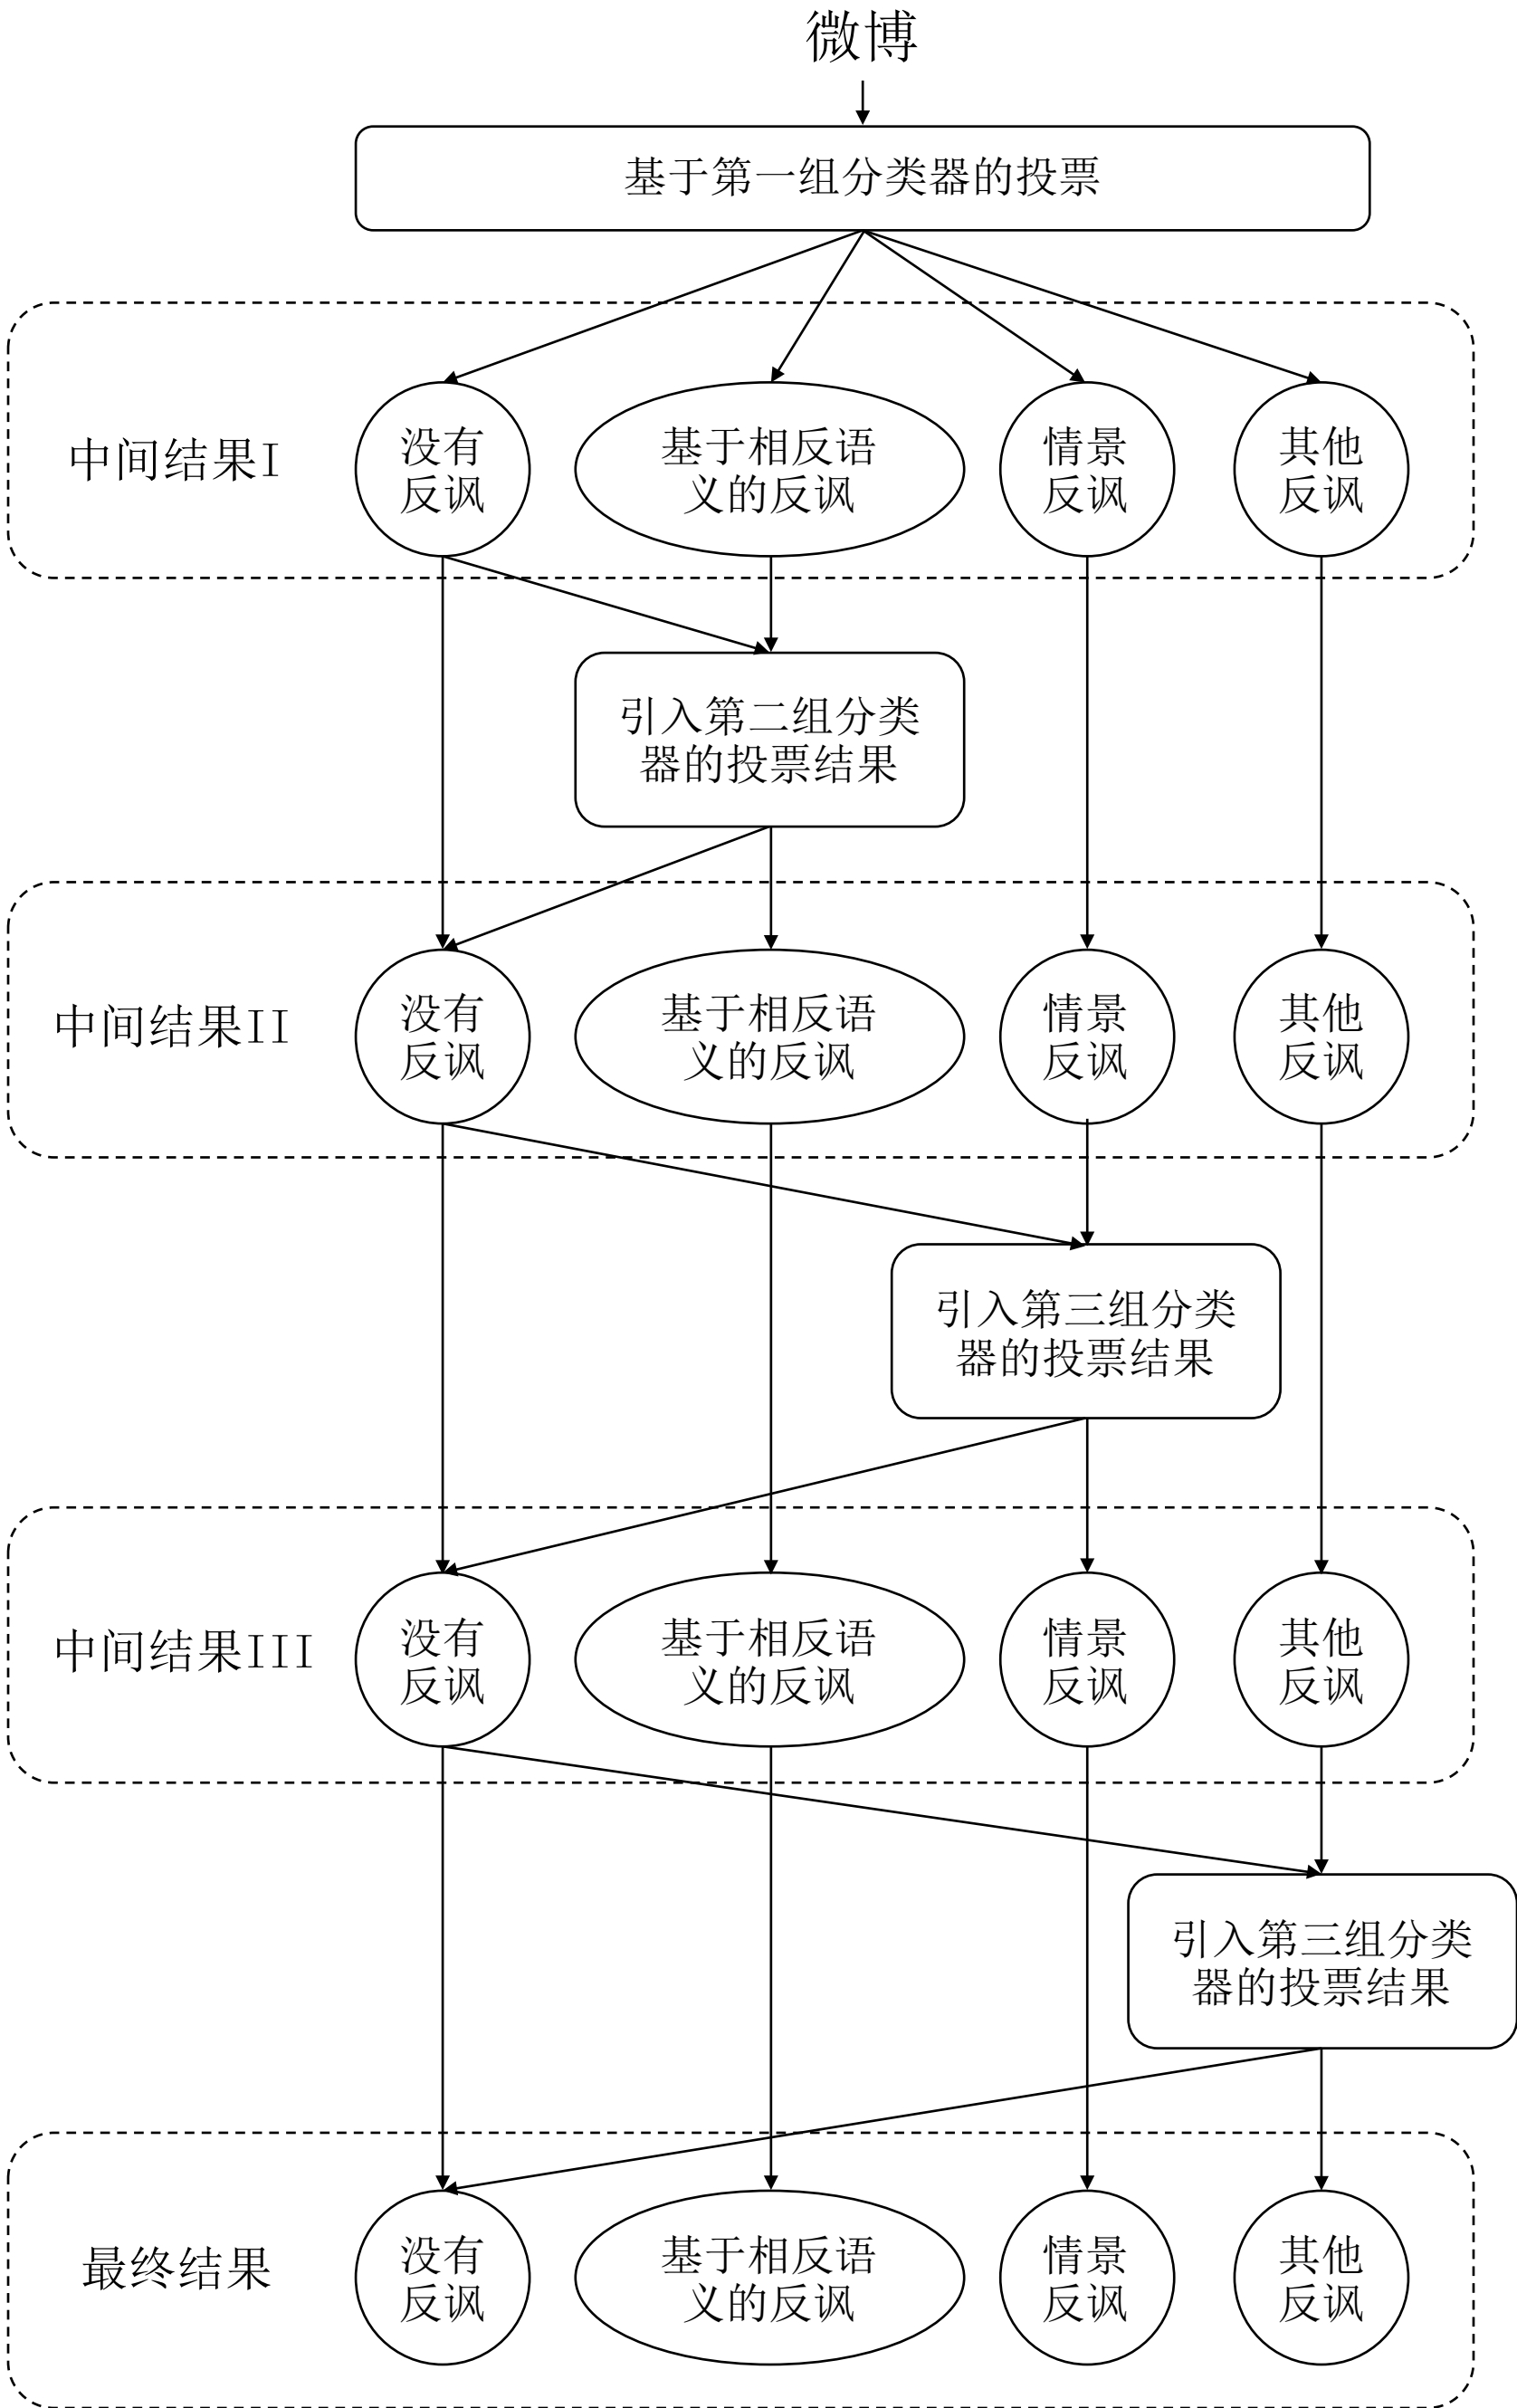 微博
基于第一组分类器的投票
中间结果I
没有
反讽
基于相反语
义的反讽
情景
反讽
其他
反讽
引入第二组分类
器的投票结果
中间结果II
没有
反讽
基于相反语
义的反讽
情景
反讽
其他
反讽
引入第三组分类
器的投票结果
中间结果III
没有
反讽
基于相反语
义的反讽
情景
反讽
其他
反讽
引入第三组分类
器的投票结果
最终结果
没有
反讽
基于相反语
义的反讽
情景
反讽
其他
反讽